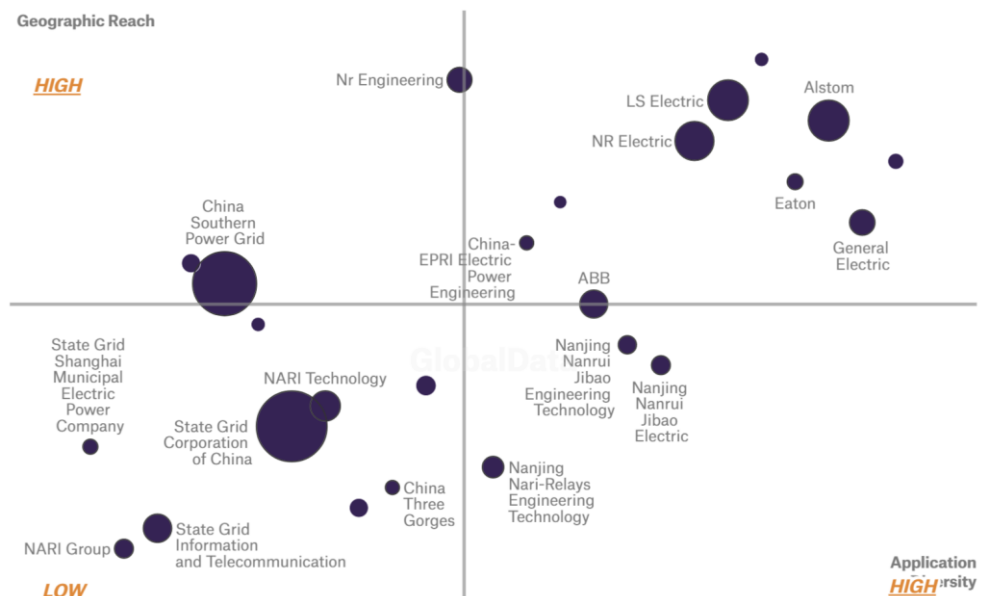 Geographic Reach
HIGH
Nr Engineering
LS Electric
Alstom
NR Electric
Eaton
China
Southern
Power Grid
General
Electric
China-
EPRI Electric
Power
Engineering
ABB
State Grid
Shanghai
Municipal
Electric
Power
Company
GlobalData
NARI Technology
Nanjing
Nanrui
Jibao
Engineering
Technology
Nanjing
Nanrui
Jibao
Electric
State Grid
Corporation
of China
China
Three
Gorges
Nanjing
Nari-Relays
Engineering
Technology
NARI Group
State Grid
Information
and Telecommunication
LOW
Application
HIGH